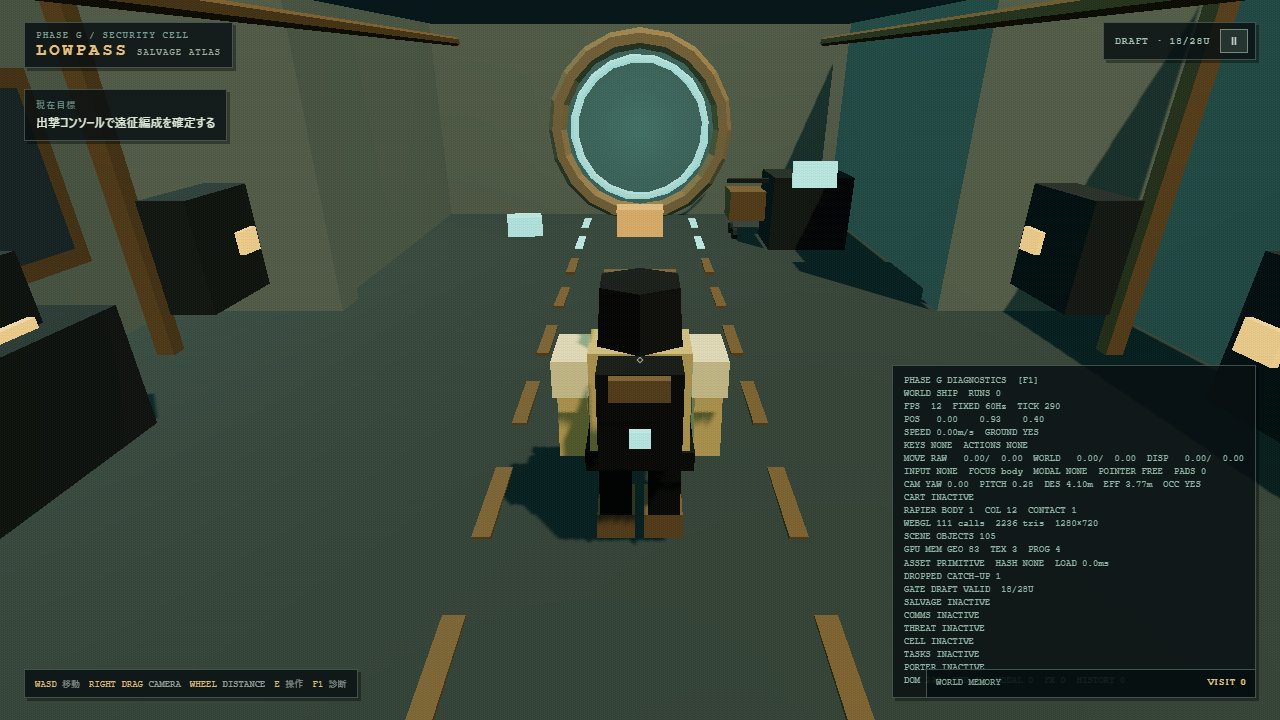 PHASE G / SECURITY CELL
LOWPASS SALVAGE ATLAS
DRAFT · 18/28U
現在目標
出撃コンソールで遠征編成を確定する
PHASE G DIAGNOSTICS [F1]
WORLD SHIP RUNS 0
FPS 12 FIXED 60Hz TICK 290
POS 0.00 0.93 0.40
SPEED 0.00m/s GROUND YES
KEYS NONE ACTIONS NONE
MOVE RAW 0.00/ 0.00 WORLD 0.00/ 0.00 DISP 0.00/ 0.00
INPUT NONE FOCUS body MODAL NONE POINTER FREE PADS 0
CAM YAW 0.00 PITCH 0.28 DES 4.10m EFF 3.77m OCC YES
CART INACTIVE
RAPIER BODY 1 COL 12 CONTACT 1
WEBGL 111 calls 2236 tris 1280×720
SCENE OBJECTS 105
GPU MEM GEO 83 TEX 3 PROG 4
ASSET PRIMITIVE HASH NONE LOAD 0.0ms
DROPPED CATCH-UP 1
GATE DRAFT VALID 18/28U
SALVAGE INACTIVE
COMMS INACTIVE
THREAT INACTIVE
CELL INACTIVE
TASKS INACTIVE
PORTER INACTIVE
DOM
WORLD MEMORY VISIT 0
WASD 移動 RIGHT DRAG CAMERA WHEEL DISTANCE E 操作 F1 診断